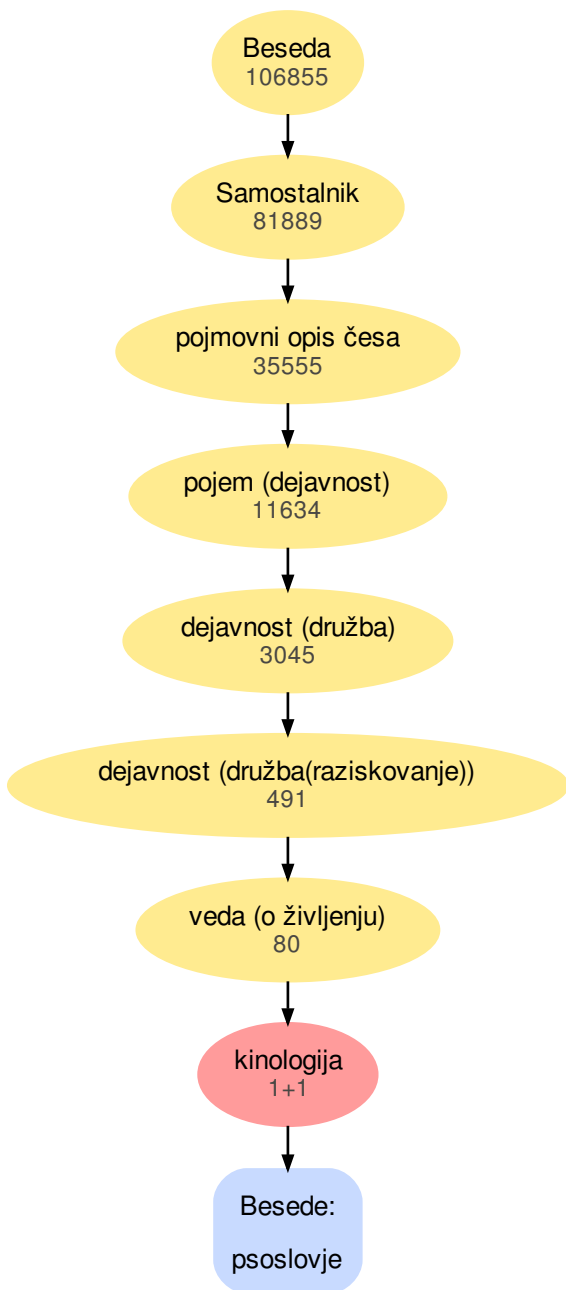 Beseda
106855
Samostalnik
81889
pojmovni opis česa
35555
pojem (dejavnost)
11634
dejavnost (družba)
3045
dejavnost (družba(raziskovanje))
491
veda (o življenju)
80
kinologija
1+1
Besede:
psoslovje